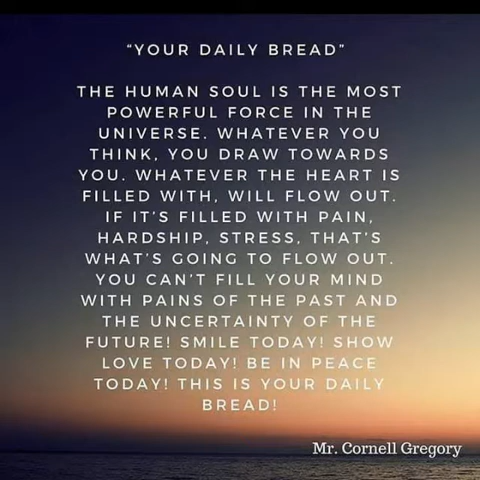 “YOUR DAILY BREAD”
THE HUMAN SOUL IS THE MOST
POWERFUL FORCE IN THE
UNIVERSE. WHATEVER YOU
THINK, YOU DRAW TOWARDS
YOU. WHATEVER THE HEART IS
FILLED WITH, WILL FLOW OUT.
IF IT’S FILLED WITH PAIN,
HARDSHIP, STRESS, THAT’S
WHAT’S GOING TO FLOW OUT.
YOU CAN’T FILL YOUR MIND
WITH PAINS OF THE PAST AND
THE UNCERTAINTY OF THE
FUTURE! SMILE TODAY! SHOW
LOVE TODAY! BE IN PEACE
TODAY! THIS IS YOUR DAILY
BREAD!
Mr. Cornell Gregory